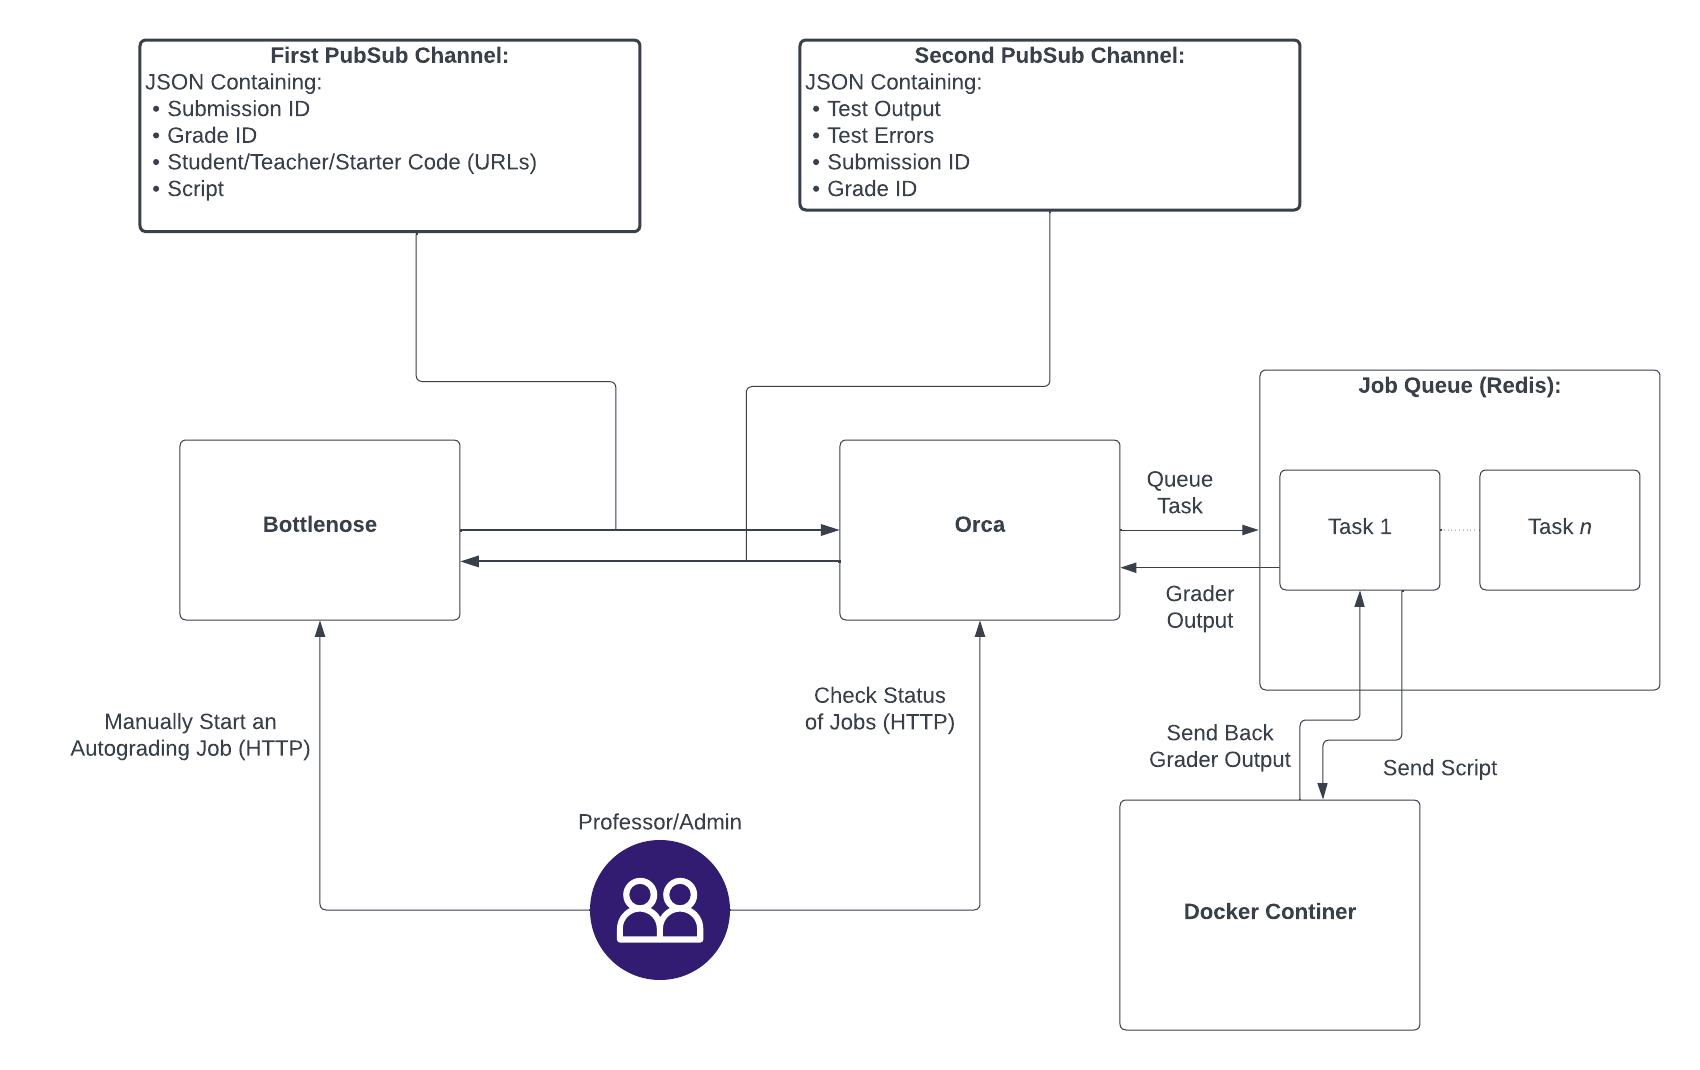 First PubSub Channel:
JSON Containing:
• Submission ID
• Grade ID
• Student/Teacher/Starter Code (URLs)
• Script
Second PubSub Channel:
JSON Containing:
• Test Output
• Test Errors
• Submission ID
• Grade ID
Job Queue (Redis):
Bottlenose
Orca
Queue
Task
Task 1
Task n
Grader
Output
Manually Start an
Autograding Job (HTTP)
Check Status
of Jobs (HTTP)
Send Back
Grader Output
Send Script
Professor/Admin
Docker Continer